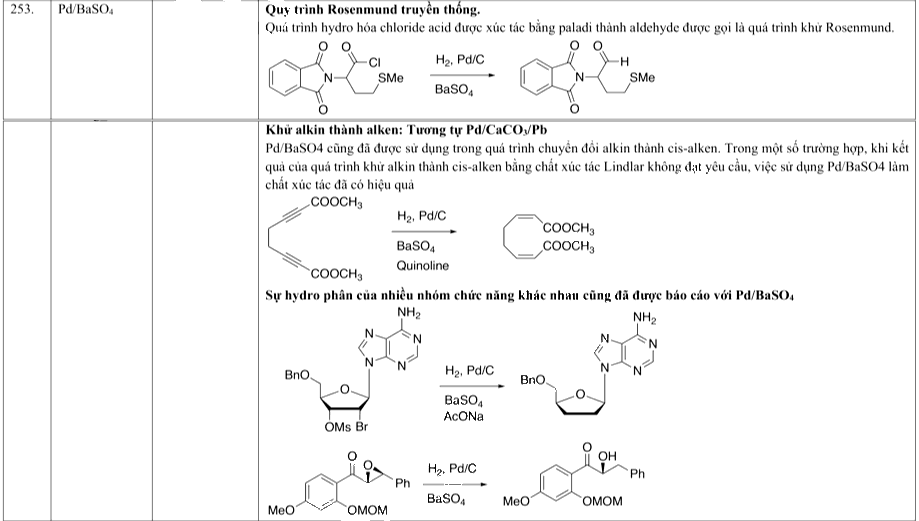 253. Pd/BaSO₄ Quy trình Rosenmund truyền thống.
Quá trình hydro hóa chloride acid được xúc tác bằng paladi thành aldehyde được gọi là quá trình khử Rosenmund.
O O Cl N SMe O
H₂, Pd/C
BaSO₄
O O H N SMe O
Khử alkin thành alken: Tương tự Pd/CaCO₃/Pb
Pd/BaSO4 cũng đã được sử dụng trong quá trình chuyển đổi alkin thành cis-alken. Trong một số trường hợp, khi kết
quả của quá trình khử alkin thành cis-alken bằng chất xúc tác Lindlar không đạt yêu cầu, việc sử dụng Pd/BaSO4 làm
chất xúc tác đã có hiệu quả
COOCH₃
COOCH₃
H₂, Pd/C
BaSO₄
Quinoline
COOCH₃
COOCH₃
Sự hydro phân của nhiều nhóm chức năng khác nhau cũng đã được báo cáo với Pd/BaSO₄
NH₂
N N
N N
BnO O
OMs Br
H₂, Pd/C
BaSO₄
AcONa
NH₂
N N
N N
BnO O
O O
Ph
MeO OMOM
H₂, Pd/C
BaSO₄
O OH
Ph
MeO OMOM